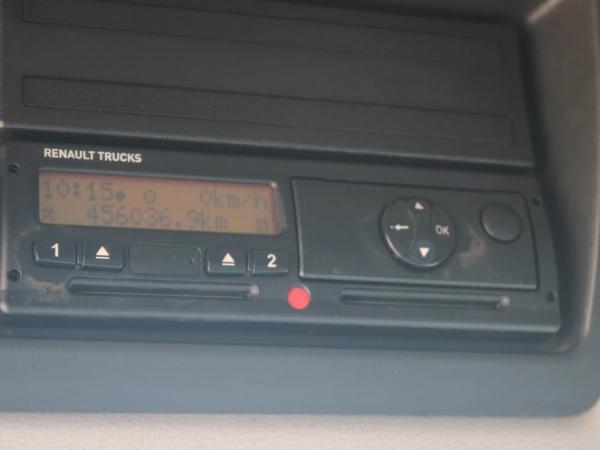 RENAULT TRUCKS
10:15 0km/h
456036.9km
1
2
OK